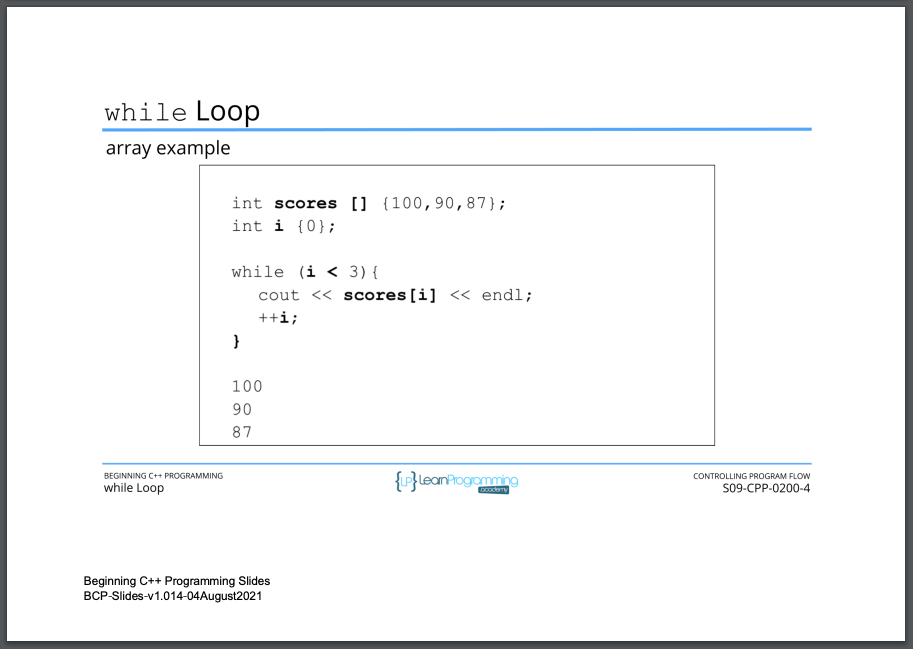 while Loop
array example
int scores [] {100,90,87};
int i {0};
while (i < 3){
cout << scores[i] << endl;
++i;
}
100
90
87
BEGINNING C++ PROGRAMMING
while Loop
{LP} LearnProgramming
academy
CONTROLLING PROGRAM FLOW
S09-CPP-0200-4
Beginning C++ Programming Slides
BCP-Slides-v1.014-04August2021